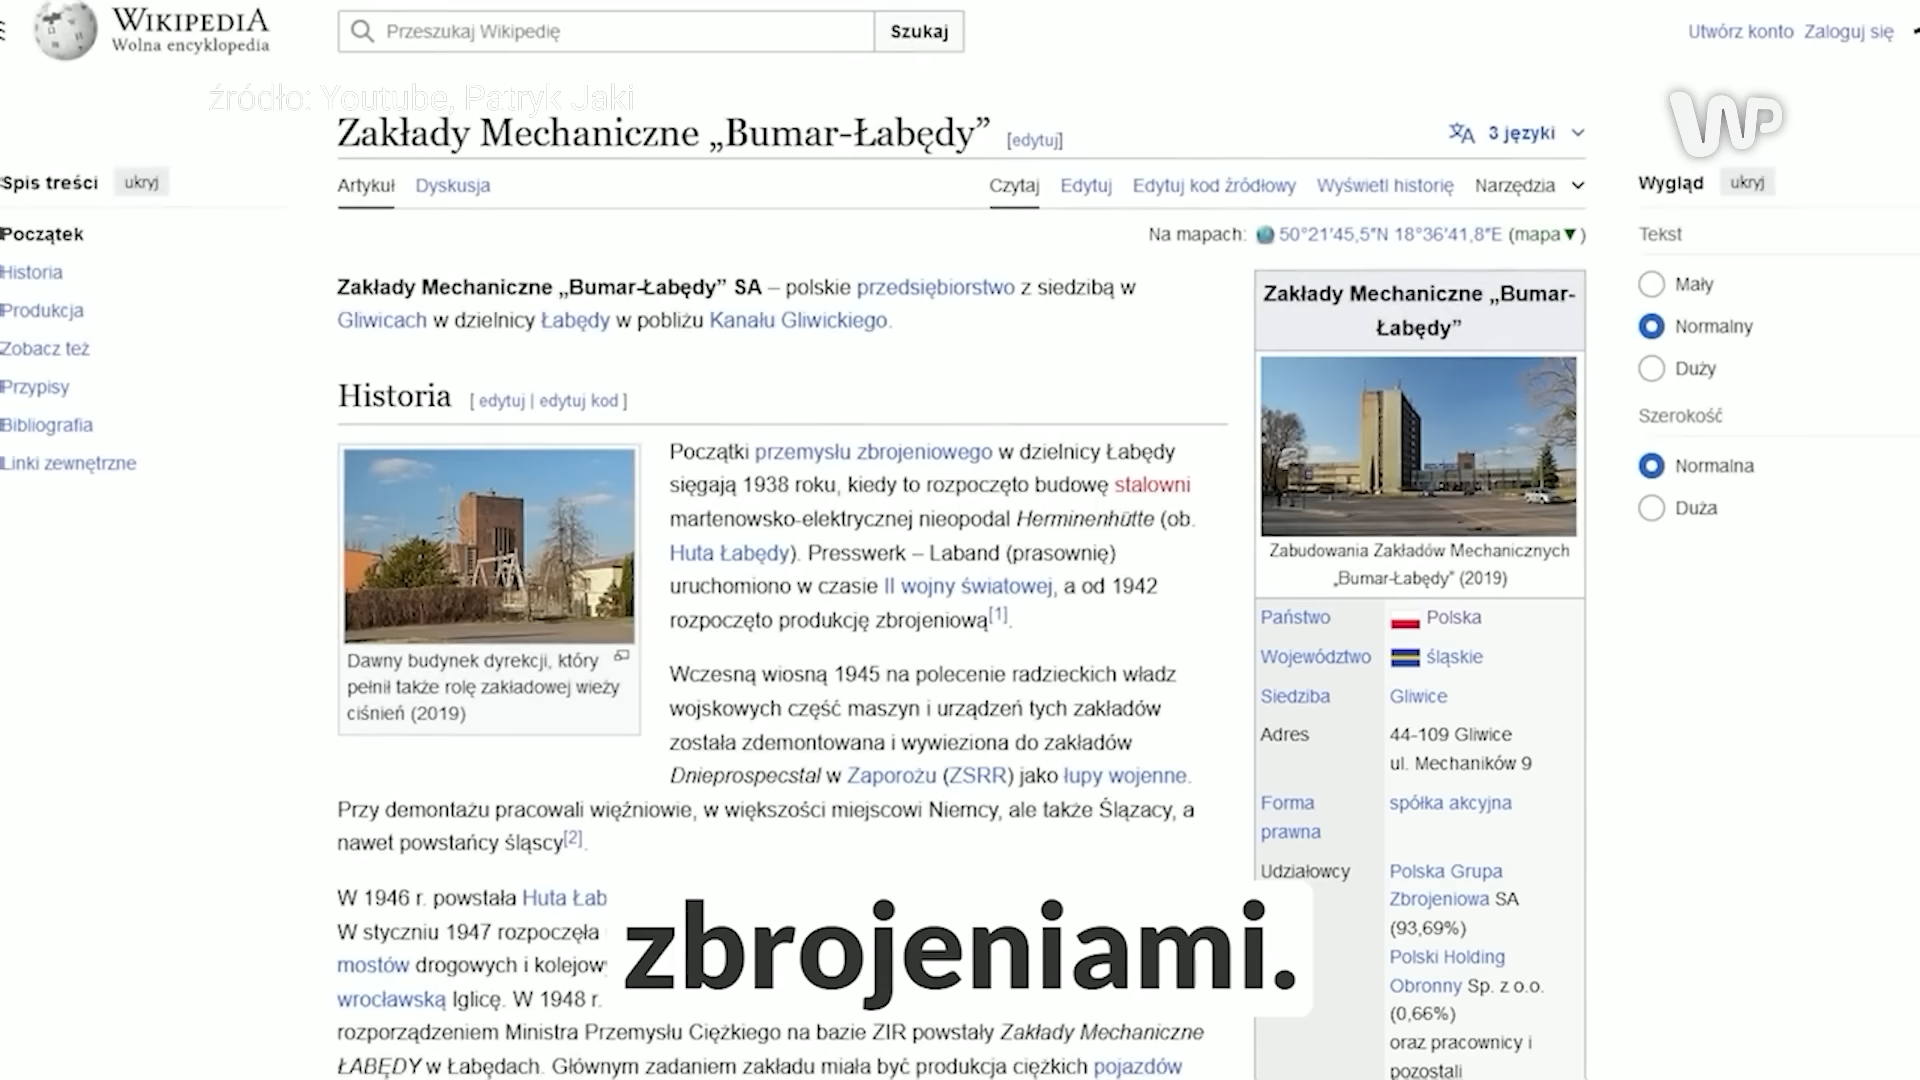 WIKIPEDIA
Wolna encyklopedia
Przeszukaj Wikipedię
Szukaj
Utwórz konto Zaloguj się
źródło: Youtube, Patryk Jaki
WP
Zakłady Mechaniczne „Bumar-Łabędy” [edytuj]
3 języki
Spis treści ukryj
Artykuł Dyskusja
Czytaj Edytuj Edytuj kod źródłowy Wyświetl historię Narzędzia
Wygląd ukryj
Początek
Historia
Produkcja
Zobacz też
Przypisy
Bibliografia
Linki zewnętrzne
Na mapach: 50°21′45,5″N 18°36′41,8″E (mapa▼)
Zakłady Mechaniczne „Bumar-Łabędy” SA – polskie przedsiębiorstwo z siedzibą w
Gliwicach w dzielnicy Łabędy w pobliżu Kanału Gliwickiego.
Historia [ edytuj | edytuj kod ]
Dawny budynek dyrekcji, który
pełnił także rolę zakładowej wieży
ciśnień (2019)
Początki przemysłu zbrojeniowego w dzielnicy Łabędy
sięgają 1938 roku, kiedy to rozpoczęto budowę stalowni
martenowsko-elektrycznej nieopodal Herminenhütte (ob.
Huta Łabędy). Presswerk – Laband (prasownię)
uruchomiono w czasie II wojny światowej, a od 1942
rozpoczęto produkcję zbrojeniową[1].
Wczesną wiosną 1945 na polecenie radzieckich władz
wojskowych część maszyn i urządzeń tych zakładów
została zdemontowana i wywieziona do zakładów
Dnieprospecstal w Zaporożu (ZSRR) jako łupy wojenne.
Przy demontażu pracowali więźniowie, w większości miejscowi Niemcy, ale także Ślązacy, a
nawet powstańcy śląscy[2].
W 1946 r. powstała Huta Łab
W styczniu 1947 rozpoczęła
mostów drogowych i kolejow
wrocławską Iglicę. W 1948 r.
rozporządzeniem Ministra Przemysłu Ciężkiego na bazie ZIR powstały Zakłady Mechaniczne
ŁABĘDY w Łabędach. Głównym zadaniem zakładu miała być produkcja ciężkich pojazdów
zbrojeniami.
Zakłady Mechaniczne „Bumar-
Łabędy”
Zabudowania Zakładów Mechanicznych
„Bumar-Łabędy” (2019)
Państwo Polska
Województwo śląskie
Siedziba Gliwice
Adres 44-109 Gliwice
ul. Mechaników 9
Forma spółka akcyjna
prawna
Udziałowcy Polska Grupa
Zbrojeniowa SA
(93,69%)
Polski Holding
Obronny Sp. z o.o.
(0,66%)
oraz pracownicy i
pozostali
Tekst
Mały
Normalny
Duży
Szerokość
Normalna
Duża